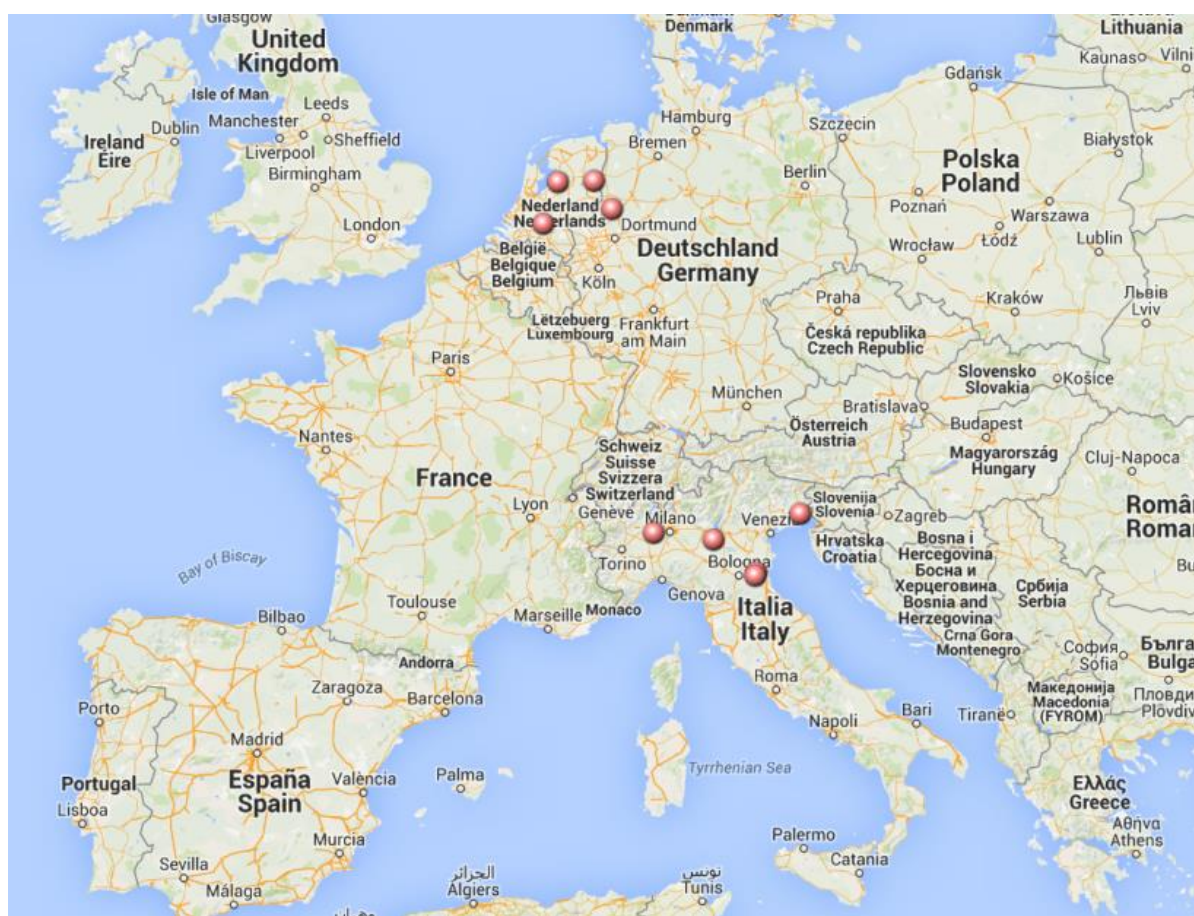 Glasgow
Denmark
Denmark
Lithuania
United
Kingdom
Kaunas
Isle of Man
Leeds
Manchester
Dublin
Sheffield
Liverpool
Ireland
Éire
Birmingham
London
Gdańsk
Hamburg
Szczecin
Bremen
Białystok
Berlin
Polska
Poland
Poznań
Warszawa
Nederland
Netherlands
Dortmund
Łódź
Lublin
Wrocław
België
Belgique
Belgium
Deutschland
Germany
Köln
Praha
Kraków
Львів
Lviv
Lëtzebuerg
Luxembourg
Frankfurt
am Main
Česká republika
Czech Republic
Paris
Slovensko
Slovakia
Košice
München
Bratislava
Österreich
Austria
Budapest
Nantes
Schweiz
Suisse
Svizzera
Switzerland
Magyarország
Hungary
Cluj-Napoca
France
Lyon
Genève
Milano
Venezia
Slovenija
Slovenia
Zagreb
Româ
Roman
Torino
Bologna
Hrvatska
Croatia
Bosna i
Hercegovina
Босна и
Херцеговина
Bosnia and
Herzegovina
Србија
Serbia
Bu
Bay of Biscay
Genova
Toulouse
Marseille
Monaco
Italia
Italy
Bilbao
Crna Gora
Montenegro
София
Sofia
Бълга
Bulga
Andorra
Zaragoza
Barcelona
Roma
Македонија
Macedonia
(FYROM)
Пловди
Plovdiv
Porto
Napoli
Bari
Tiranë
Madrid
Portugal
España
Spain
València
Palma
Tyrrhenian Sea
Lisboa
Ελλάς
Greece
Αθήνα
Athens
Murcia
Palermo
Catania
Sevilla
Málaga
الجزائر
Algiers
تونس
Tunis
وهران